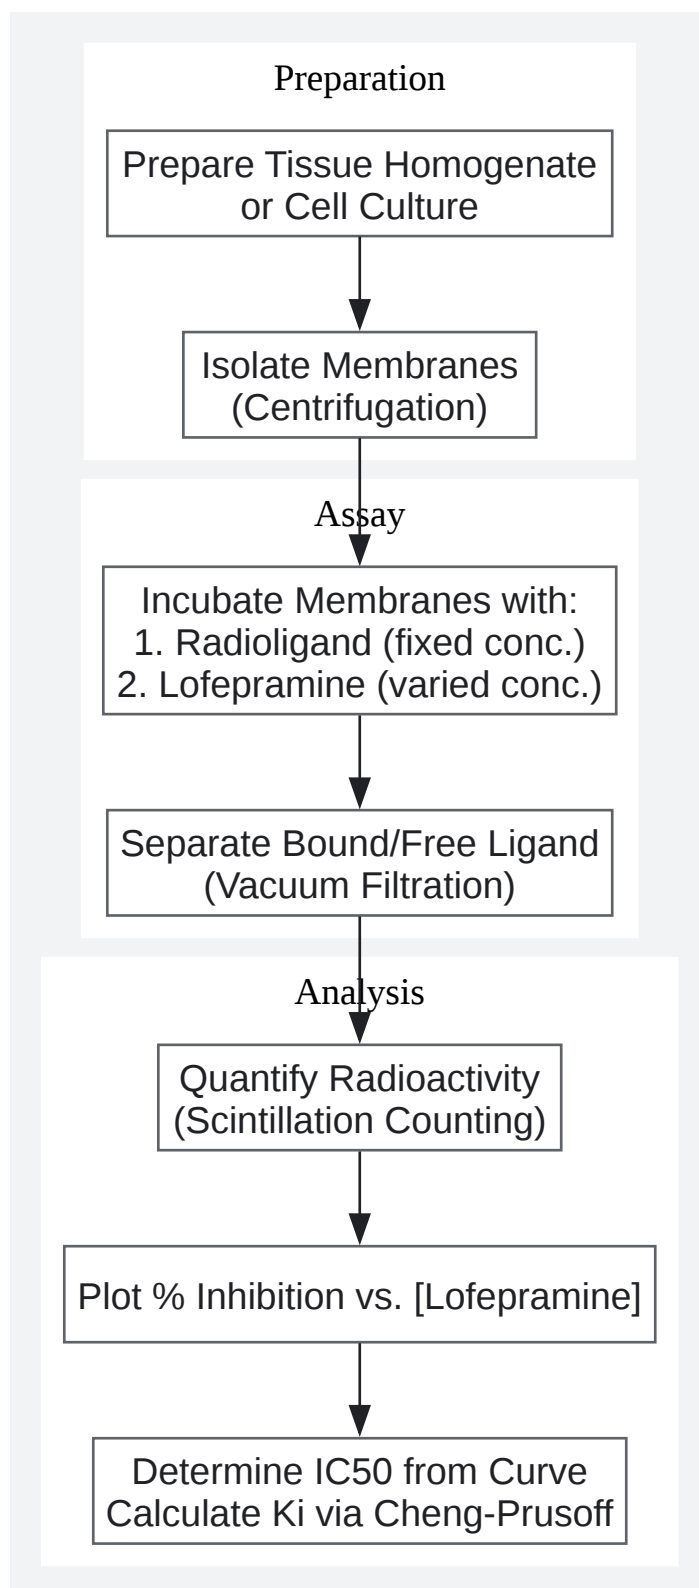 Preparation
Prepare Tissue Homogenate
or Cell Culture
Isolate Membranes
(Centrifugation)
Assay
Incubate Membranes with:
1. Radioligand (fixed conc.)
2. Lofepramine (varied conc.)
Separate Bound/Free Ligand
(Vacuum Filtration)
Analysis
Quantify Radioactivity
(Scintillation Counting)
Plot % Inhibition vs. [Lofepramine]
Determine IC50 from Curve
Calculate Ki via Cheng-Prusoff